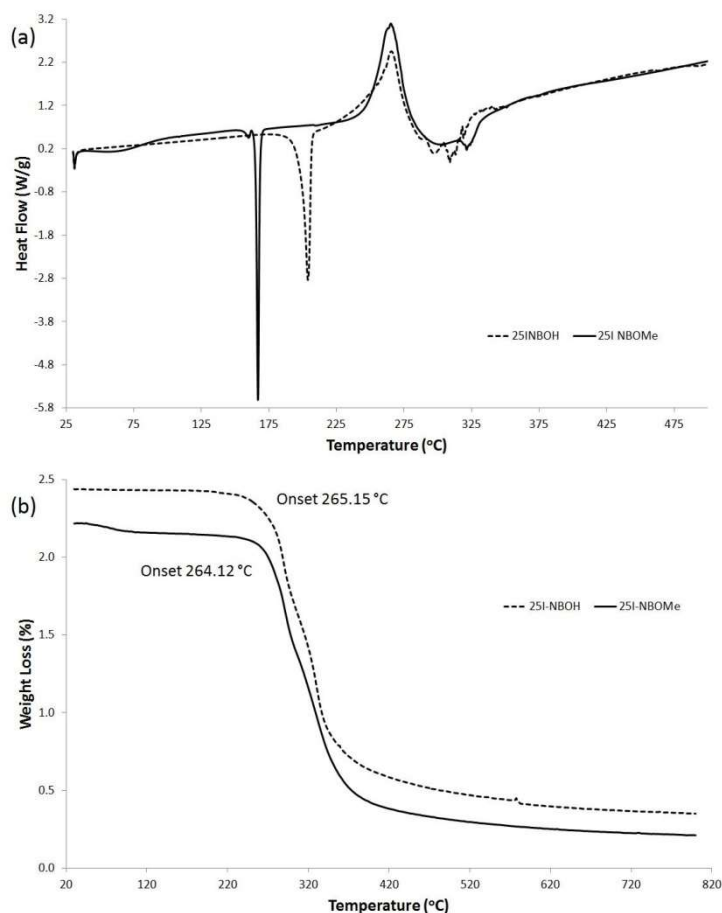 (a)
3.2
2.2
1.2
0.2
-0.8
-1.8
-2.8
-3.8
-4.8
-5.8
Heat Flow (W/g)
25INBOH 25I NBOMe
25 75 125 175 225 275 325 375 425 475
Temperature (°C)
(b)
2.5
2.0
1.5
1.0
0.5
0.0
Weight Loss (%)
Onset 265.15 °C
Onset 264.12 °C
25I-NBOH 25I-NBOMe
20 120 220 320 420 520 620 720 820
Temperature (°C)